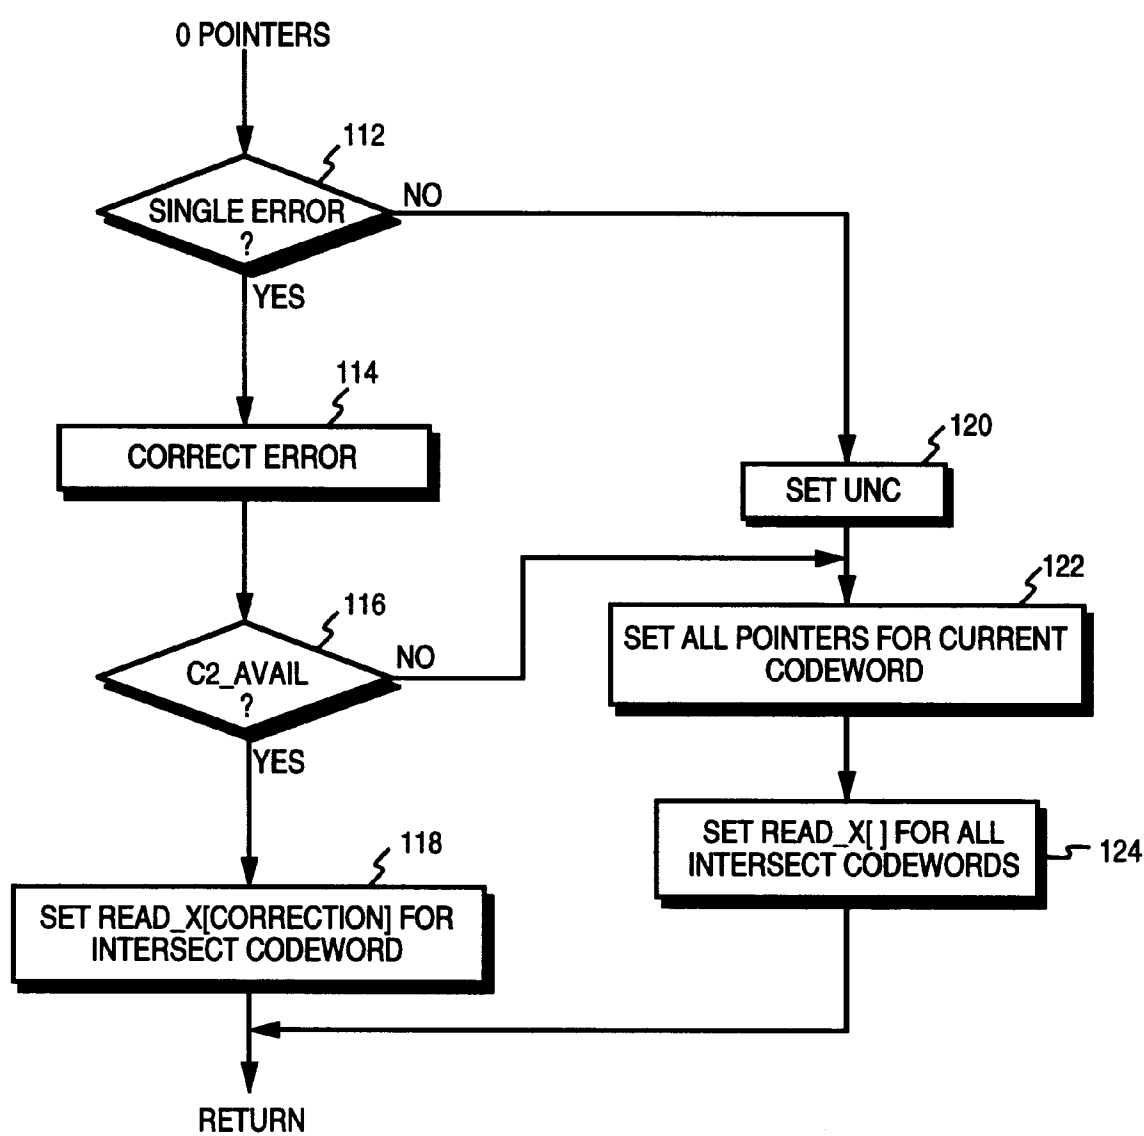 0 POINTERS
112
SINGLE ERROR
?
NO
YES
114
CORRECT ERROR
120
SET UNC
116
C2_AVAIL
?
NO
YES
122
SET ALL POINTERS FOR CURRENT
CODEWORD
118
SET READ_X[CORRECTION] FOR
INTERSECT CODEWORD
SET READ_X[ ] FOR ALL
INTERSECT CODEWORDS
124
RETURN